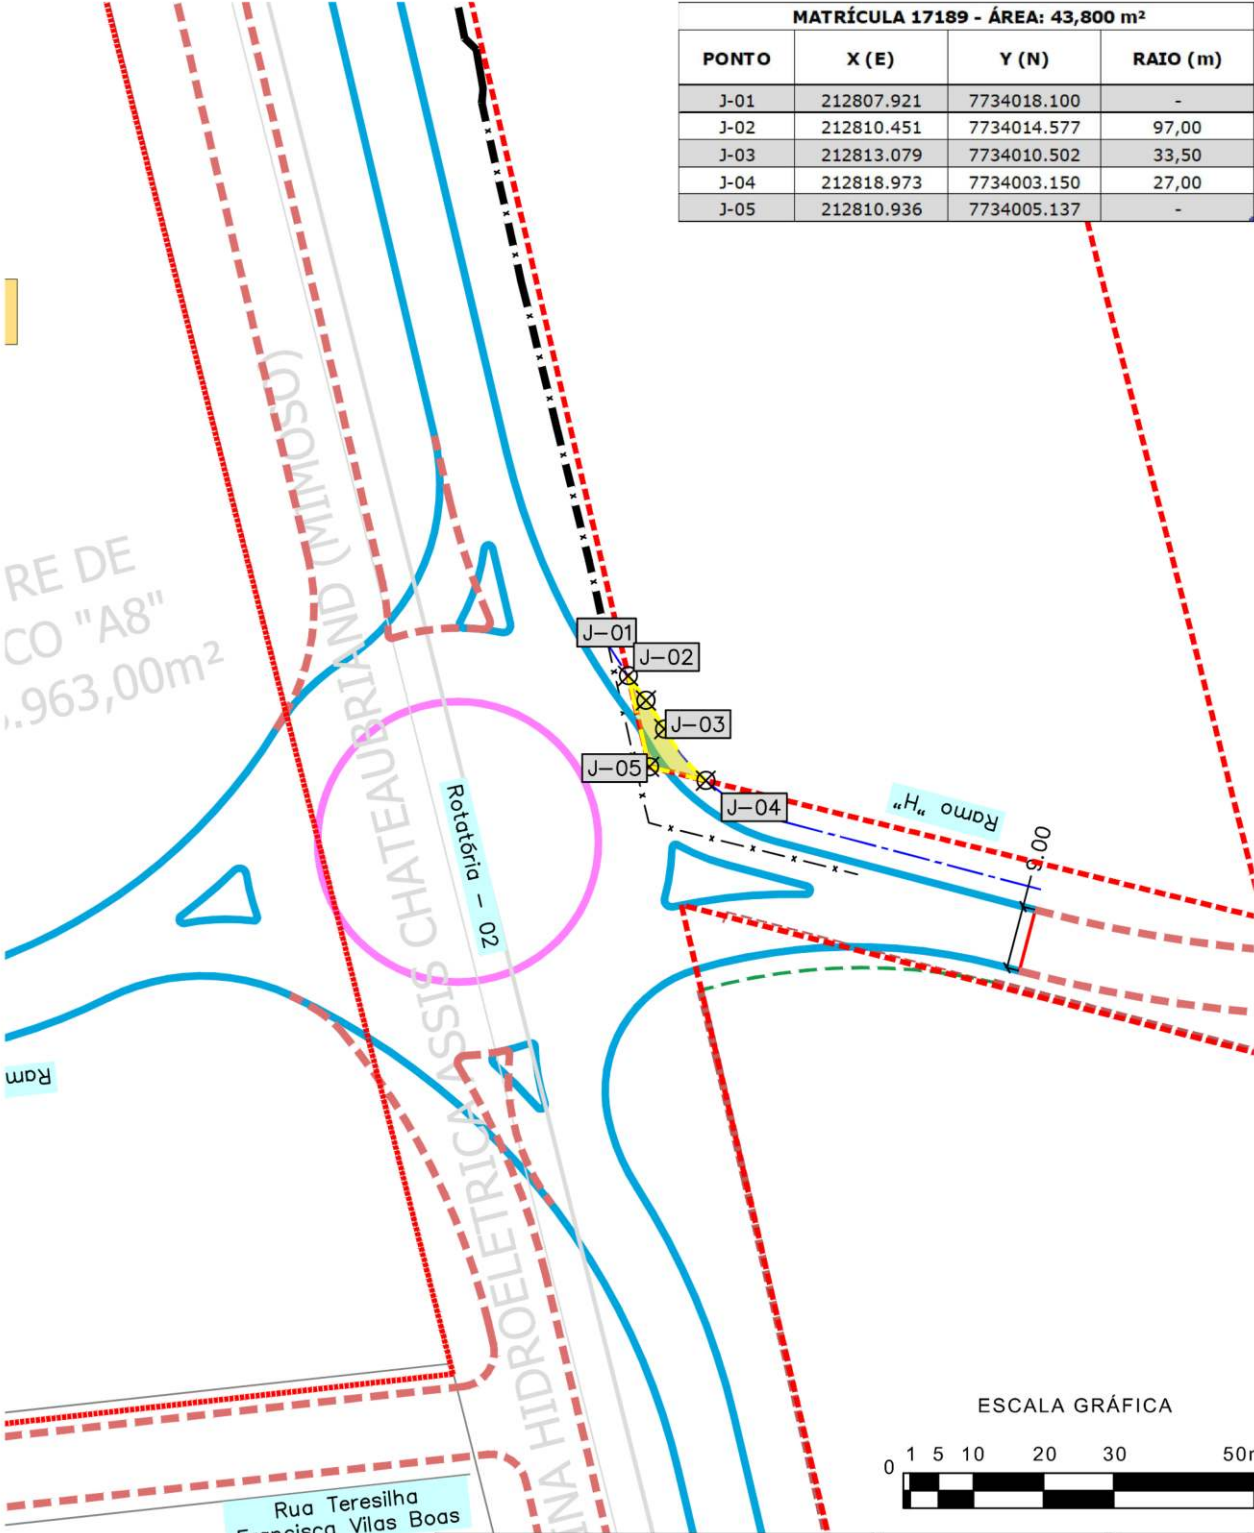 MATRÍCULA 17189 - ÁREA: 43,800 m²
PONTO X (E) Y (N) RAIO (m)
J-01 212807.921 7734018.100 -
J-02 212810.451 7734014.577 97,00
J-03 212813.079 7734010.502 33,50
J-04 212818.973 7734003.150 27,00
J-05 212810.936 7734005.137 -
RE DE
CO "A8"
.963,00m²
INA HIDROELETRICA ASSIS CHATEAUBRIAND (MIMOSO)
J-01
J-02
J-03
J-05
J-04
Rotatória - 02
Ramo "H"
9.00
Ram
Rua Teresilha
Francisca Vilas Boas
ESCALA GRÁFICA
0 1 5 10 20 30 50m